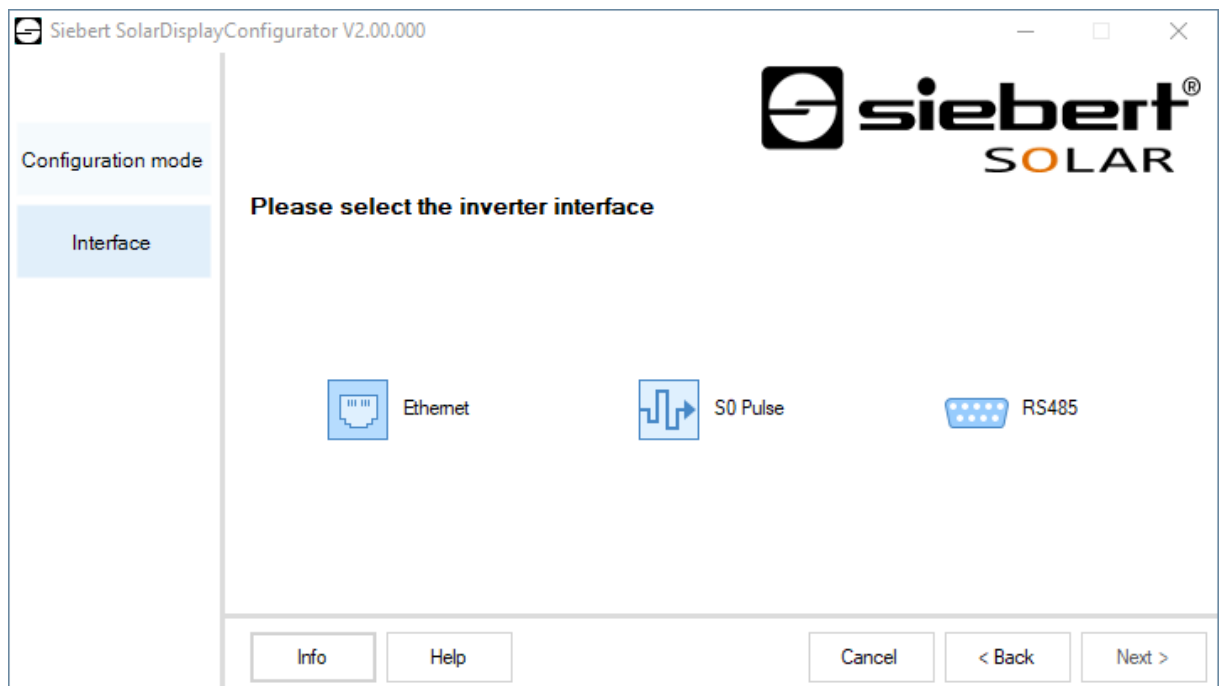 Siebert SolarDisplayConfigurator V2.00.000
siebert®
SOLAR
Configuration mode
Interface
Please select the inverter interface
Ethernet
S0 Pulse
RS485
Info
Help
Cancel
< Back
Next >